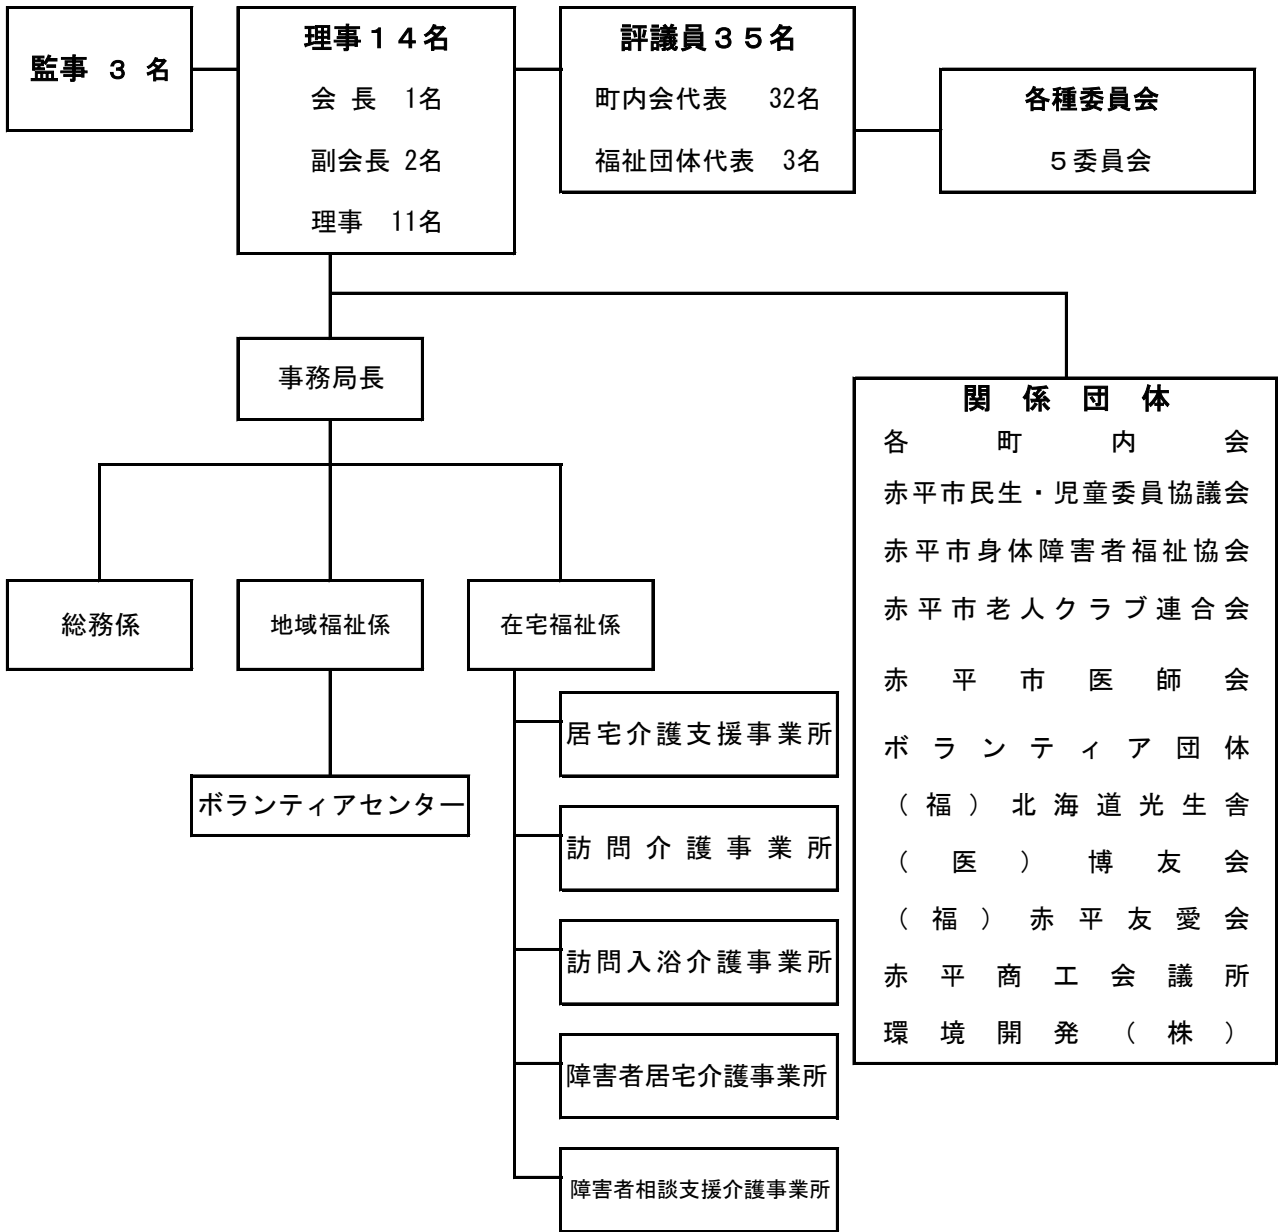 監事 ３ 名
理事１４名
会 長 1名
副会長 2名
理事 11名
評議員３５名
町内会代表 32名
福祉団体代表 3名
各種委員会
５委員会
事務局長
総務係
地域福祉係
在宅福祉係
ボランティアセンター
居宅介護支援事業所
訪問介護事業所
訪問入浴介護事業所
障害者居宅介護事業所
障害者相談支援介護事業所
関係団体
各町内会
赤平市民生・児童委員協議会
赤平市身体障害者福祉協会
赤平市老人クラブ連合会
赤平市医師会
ボランティア団体
（福）北海道光生舎
（医）博友会
（福）赤平友愛会
赤平商工会議所
環境開発（株）